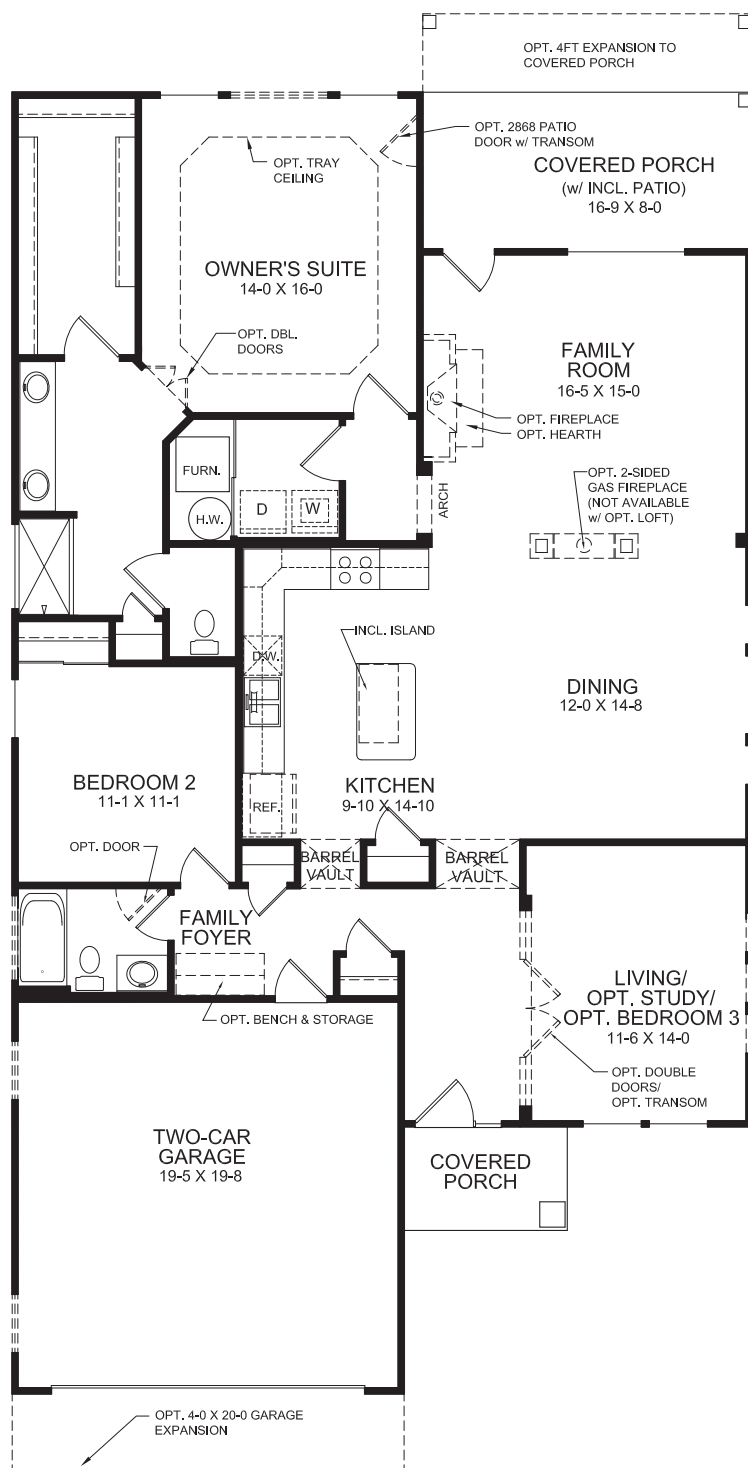 OPT. 4FT EXPANSION TO
COVERED PORCH
OPT. 2868 PATIO
DOOR w/ TRANSOM
OPT. TRAY
CEILING
COVERED PORCH
(w/ INCL. PATIO)
16-9 X 8-0
OWNER'S SUITE
14-0 X 16-0
OPT. DBL.
DOORS
FAMILY
ROOM
16-5 X 15-0
OPT. FIREPLACE
OPT. HEARTH
FURN.
H.W.
D
W
ARCH
OPT. 2-SIDED
GAS FIREPLACE
(NOT AVAILABLE
w/ OPT. LOFT)
INCL. ISLAND
D.W.
DINING
12-0 X 14-8
BEDROOM 2
11-1 X 11-1
KITCHEN
9-10 X 14-10
REF.
OPT. DOOR
BARREL
VAULT
BARREL
VAULT
FAMILY
FOYER
LIVING/
OPT. STUDY/
OPT. BEDROOM 3
11-6 X 14-0
OPT. BENCH & STORAGE
OPT. DOUBLE
DOORS/
OPT. TRANSOM
TWO-CAR
GARAGE
19-5 X 19-8
COVERED
PORCH
OPT. 4-0 X 20-0 GARAGE
EXPANSION